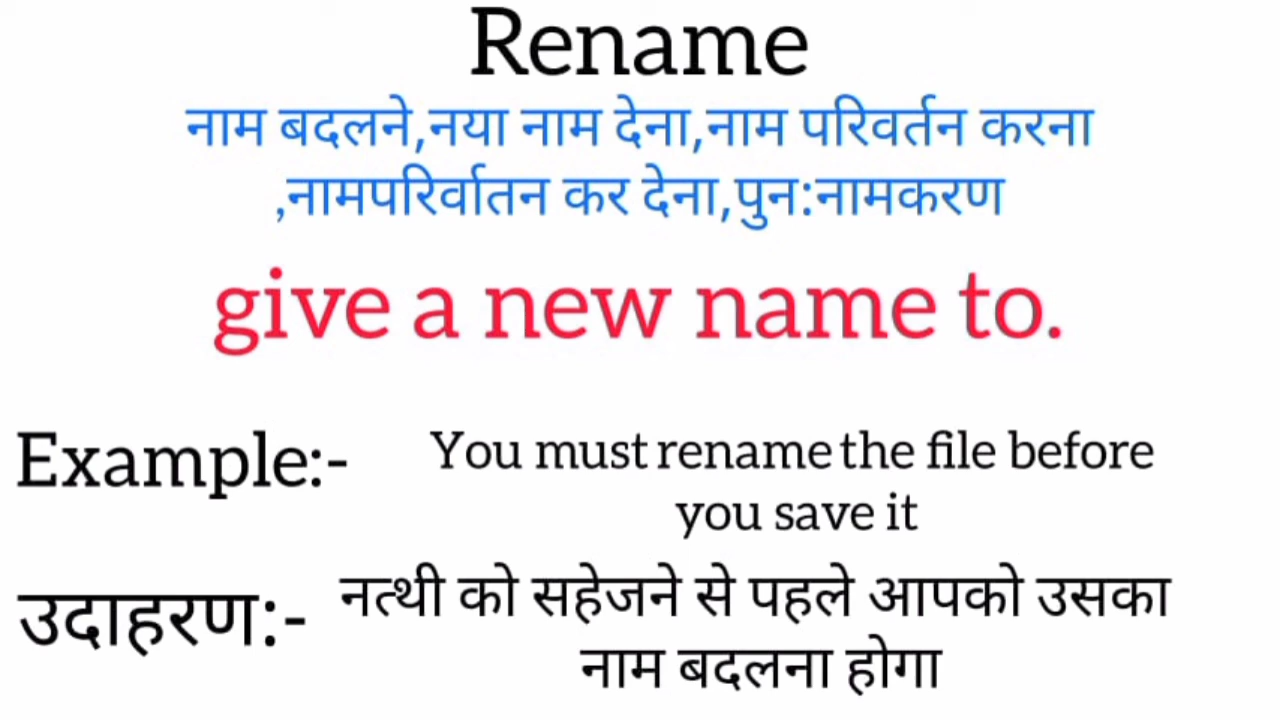 Rename
नाम बदलने,नया नाम देना,नाम परिवर्तन करना
,नामपरिर्वातन कर देना,पुन:नामकरण
give a new name to.
Example:- You must rename the file before
you save it
उदाहरण:- नत्थी को सहेजने से पहले आपको उसका
नाम बदलना होगा